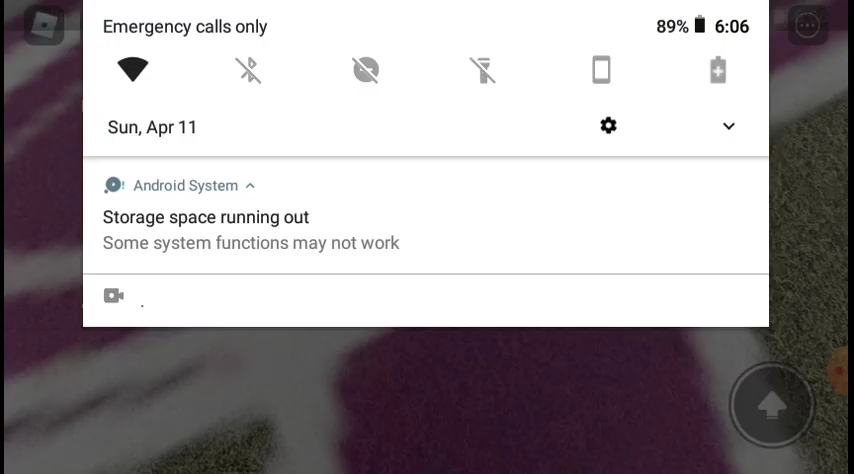 Emergency calls only
89% 6:06
Sun, Apr 11
Android System
Storage space running out
Some system functions may not work
.